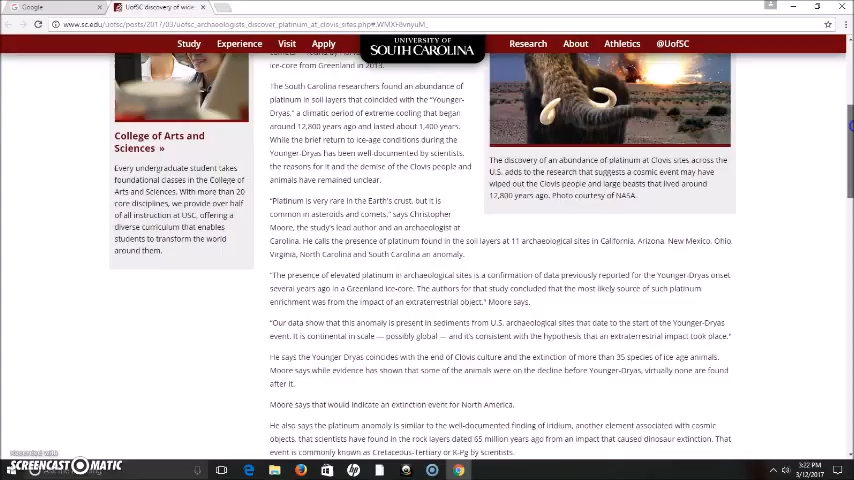 Google
UofSC discovery of wide
www.sc.edu/uofsc/posts/2017/03/uofsc_archaeologists_discover_platinum_at_clovis_sites.php#.WMXF8vnyuM_
Study Experience Visit Apply
UNIVERSITY OF
SOUTH CAROLINA
Research About Athletics @UofSC
ice-core from Greenland in 2013.
The South Carolina researchers found an abundance of
platinum in soil layers that coincided with the "Younger-
Dryas," a climatic period of extreme cooling that began
around 12,800 years ago and lasted about 1,400 years.
While the brief return to ice-age conditions during the
Younger-Dryas has been well-documented by scientists,
the reasons for it and the demise of the Clovis people and
animals have remained unclear.
"Platinum is very rare in the Earth's crust, but it is
common in asteroids and comets," says Christopher
Moore, the study's lead author and an archaeologist at
Carolina. He calls the presence of platinum found in the soil layers at 11 archaeological sites in California, Arizona, New Mexico, Ohio,
Virginia, North Carolina and South Carolina an anomaly.
"The presence of elevated platinum in archaeological sites is a confirmation of data previously reported for the Younger-Dryas onset
several years ago in a Greenland ice-core. The authors for that study concluded that the most likely source of such platinum
enrichment was from the impact of an extraterrestrial object," Moore says.
"Our data show that this anomaly is present in sediments from U.S. archaeological sites that date to the start of the Younger-Dryas
event. It is continental in scale — possibly global — and it's consistent with the hypothesis that an extraterrestrial impact took place."
He says the Younger Dryas coincides with the end of Clovis culture and the extinction of more than 35 species of ice-age animals.
Moore says while evidence has shown that some of the animals were on the decline before Younger-Dryas, virtually none are found
after it.
Moore says that would indicate an extinction event for North America.
He also says the platinum anomaly is similar to the well-documented finding of iridium, another element associated with cosmic
objects, that scientists have found in the rock layers dated 65 million years ago from an impact that caused dinosaur extinction. That
event is commonly known as Cretaceous-Tertiary or K-Pg by scientists.
College of Arts and
Sciences »
Every undergraduate student takes
foundational classes in the College of
Arts and Sciences. With more than 20
core disciplines, we provide over half
of all instruction at USC, offering a
diverse curriculum that enables
students to transform the world
around them.
The discovery of an abundance of platinum at Clovis sites across the
U.S. adds to the research that suggests a cosmic event may have
wiped out the Clovis people and large beasts that lived around
12,800 years ago. Photo courtesy of NASA.
SCREENCAST MATIC
3:22 PM
3/12/2017